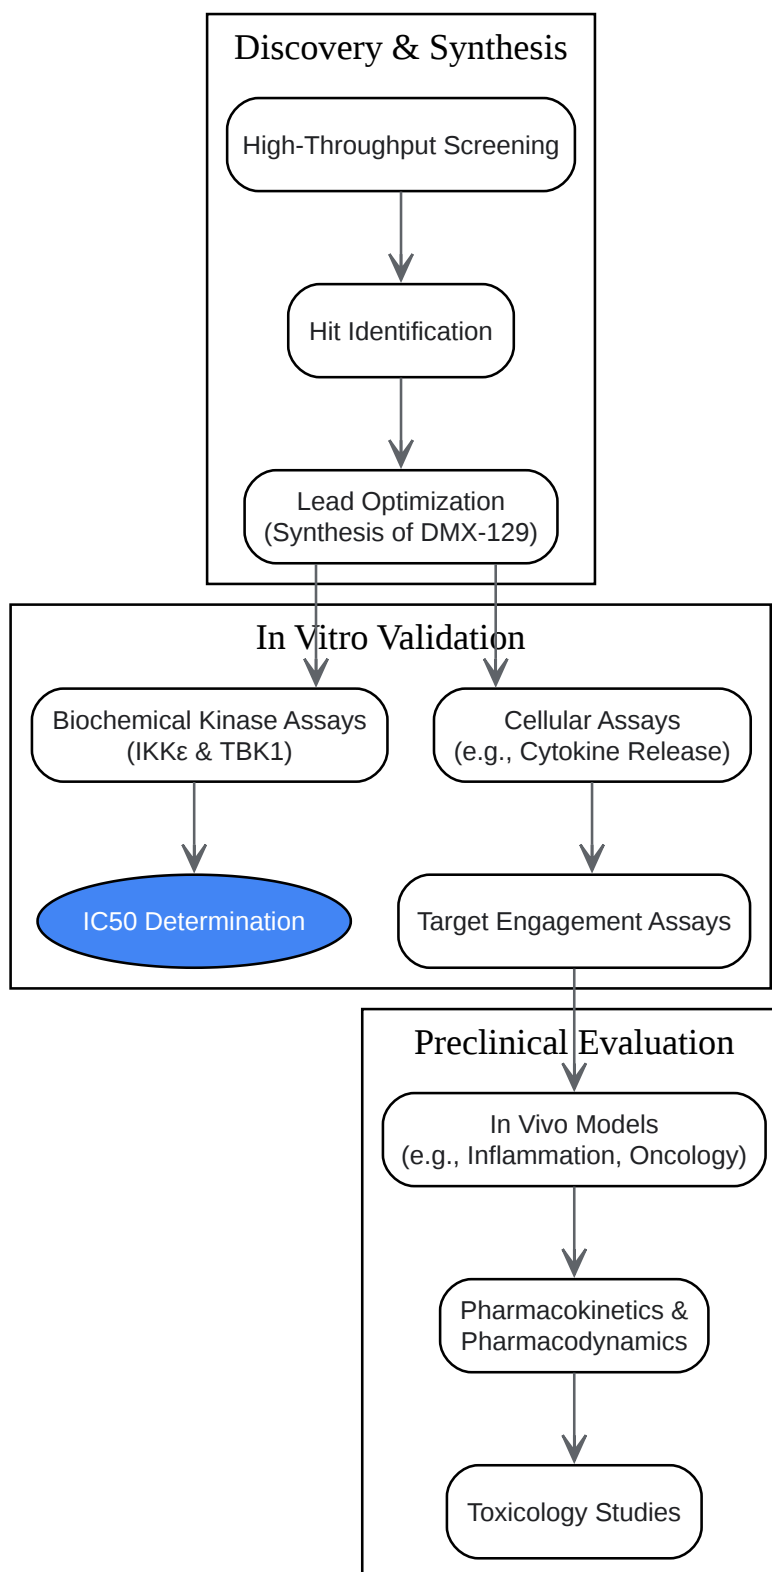 Discovery & Synthesis
High-Throughput Screening
Hit Identification
Lead Optimization
(Synthesis of DMX-129)
In Vitro Validation
Biochemical Kinase Assays
(IKKε & TBK1)
Cellular Assays
(e.g., Cytokine Release)
IC50 Determination
Target Engagement Assays
Preclinical Evaluation
In Vivo Models
(e.g., Inflammation, Oncology)
Pharmacokinetics &
Pharmacodynamics
Toxicology Studies